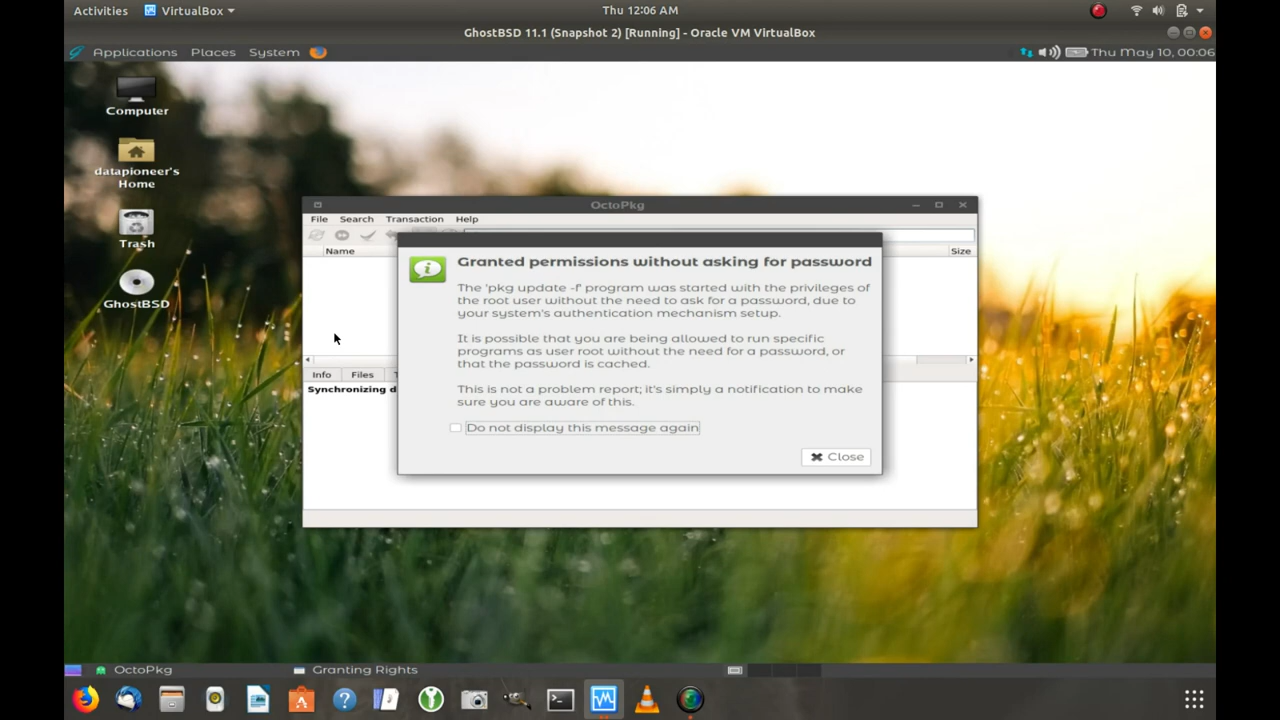 Activities VirtualBox Thu 12:06 AM
GhostBSD 11.1 (Snapshot 2) [Running] - Oracle VM VirtualBox
Applications Places System Thu May 10, 00:06
Computer
datapioneer's
Home
Trash
GhostBSD
OctoPkg
File Search Transaction Help
Name Size
Granted permissions without asking for password
The 'pkg update -f' program was started with the privileges of
the root user without the need to ask for a password, due to
your system's authentication mechanism setup.
It is possible that you are being allowed to run specific
programs as user root without the need for a password, or
that the password is cached.
This is not a problem report; it's simply a notification to make
sure you are aware of this.
Do not display this message again
Close
Info Files
Synchronizing d
OctoPkg Granting Rights